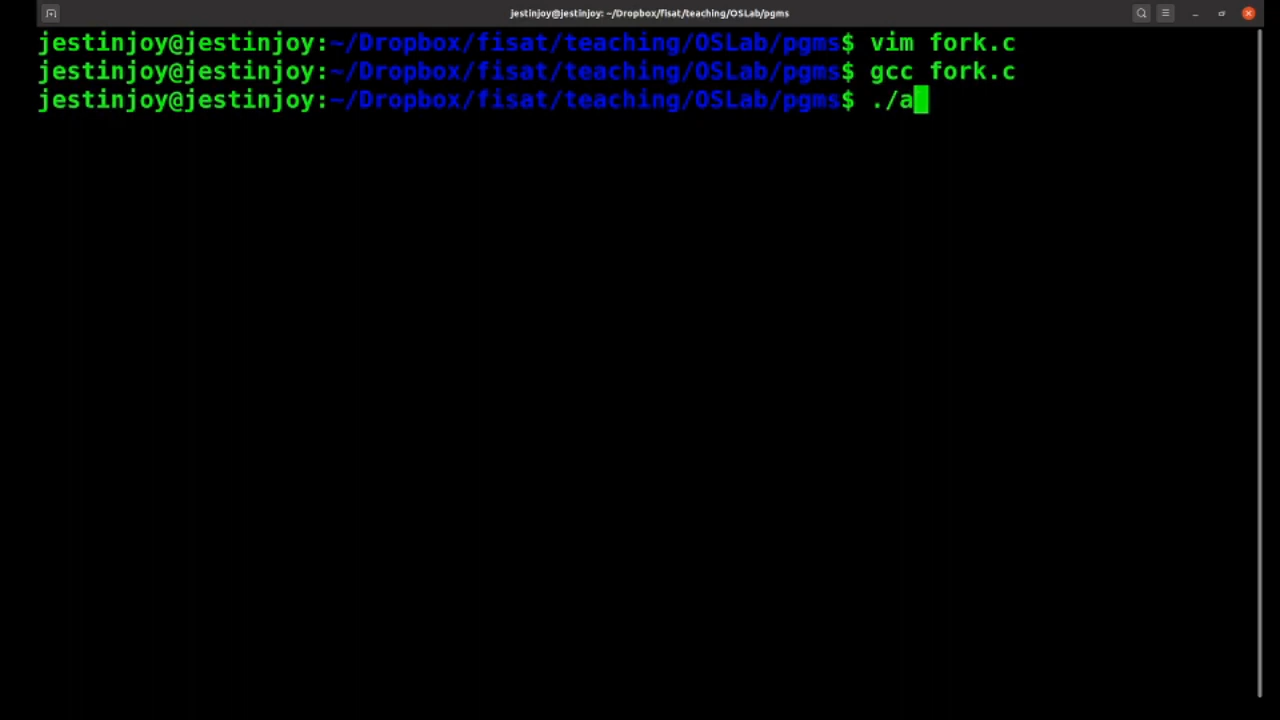 jestinjoy@jestinjoy: ~/Dropbox/fisat/teaching/OSLab/pgms
jestinjoy@jestinjoy:~/Dropbox/fisat/teaching/OSLab/pgms$ vim fork.c
jestinjoy@jestinjoy:~/Dropbox/fisat/teaching/OSLab/pgms$ gcc fork.c
jestinjoy@jestinjoy:~/Dropbox/fisat/teaching/OSLab/pgms$ ./a